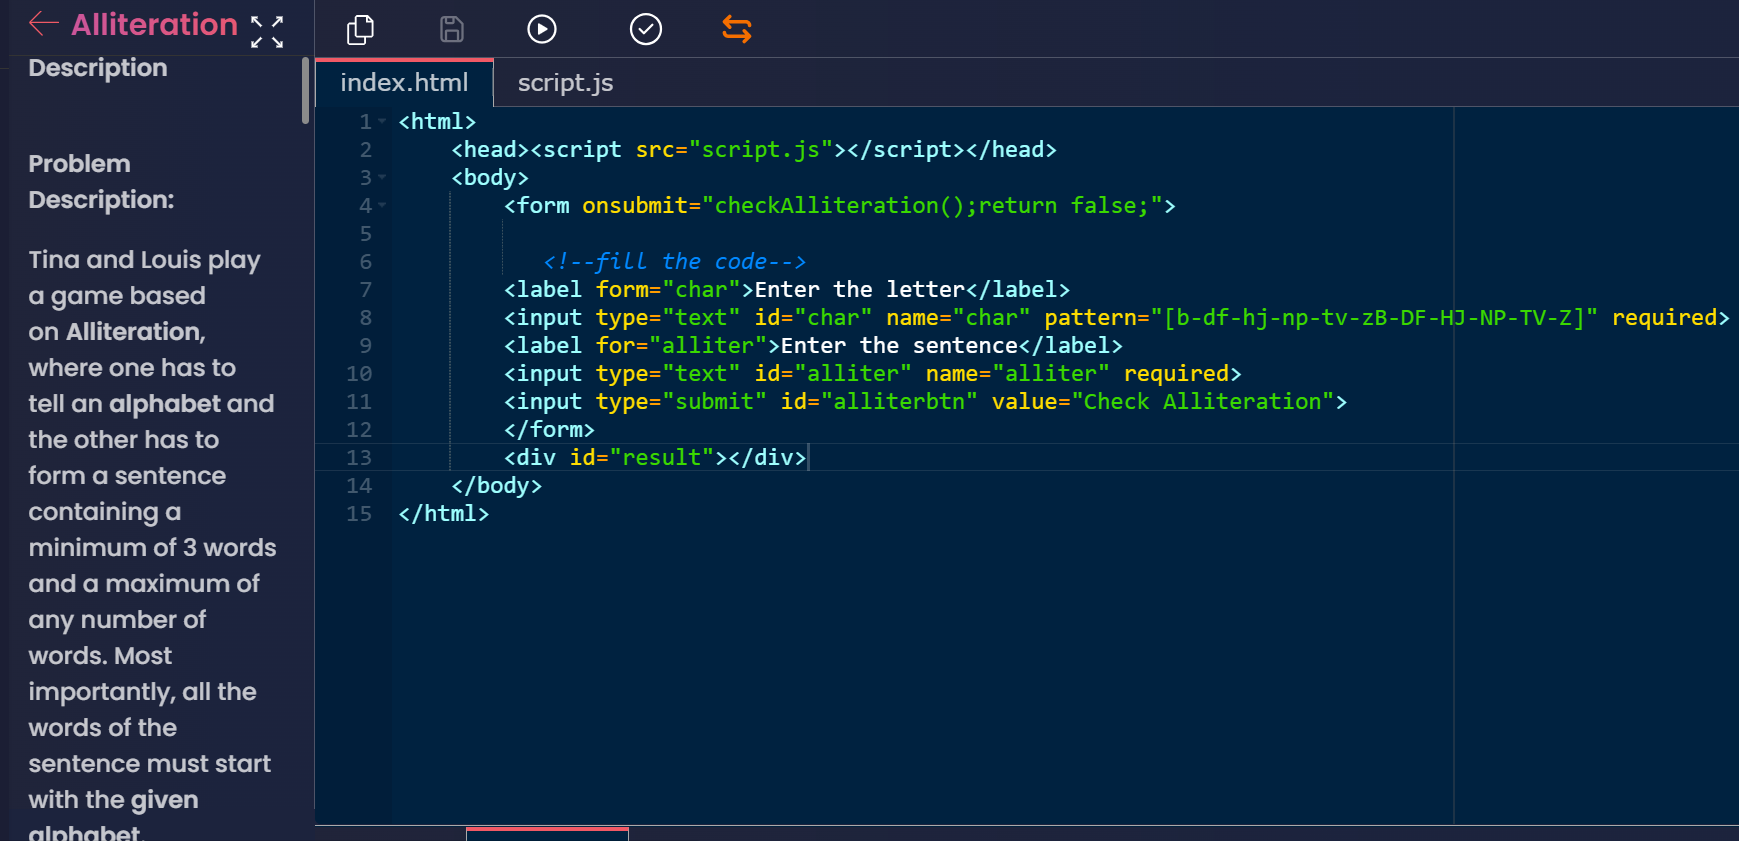 Alliteration
Description
Problem
Description:
Tina and Louis play
a game based
on Alliteration,
where one has to
tell an alphabet and
the other has to
form a sentence
containing a
minimum of 3 words
and a maximum of
any number of
words. Most
importantly, all the
words of the
sentence must start
with the given
alphabet.
index.html script.js
1 <html>
2 <head><script src="script.js"></script></head>
3 <body>
4 <form onsubmit="checkAlliteration();return false;">
5
6 <!--fill the code-->
7 <label form="char">Enter the letter</label>
8 <input type="text" id="char" name="char" pattern="[b-df-hj-np-tv-zB-DF-HJ-NP-TV-Z]" required>
9 <label for="alliter">Enter the sentence</label>
10 <input type="text" id="alliter" name="alliter" required>
11 <input type="submit" id="alliterbtn" value="Check Alliteration">
12 </form>
13 <div id="result"></div>
14 </body>
15 </html>